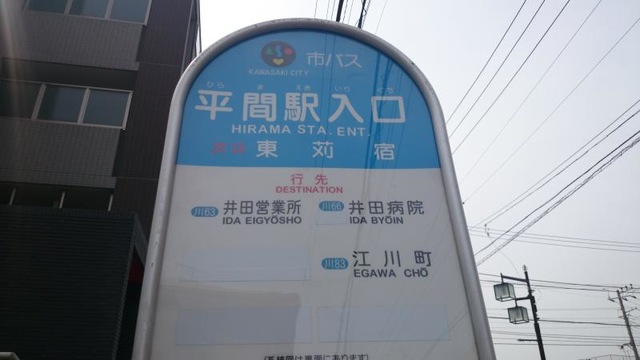 市バス
KAWASAKI CITY
ひらまえきいりぐち
平間駅入口
HIRAMA STA. ENT.
次は 東苅宿
行先
DESTINATION
川63 井田営業所 川66 井田病院
IDA EIGYŌSHO IDA BYŌIN
川83 江川町
EGAWA CHŌ